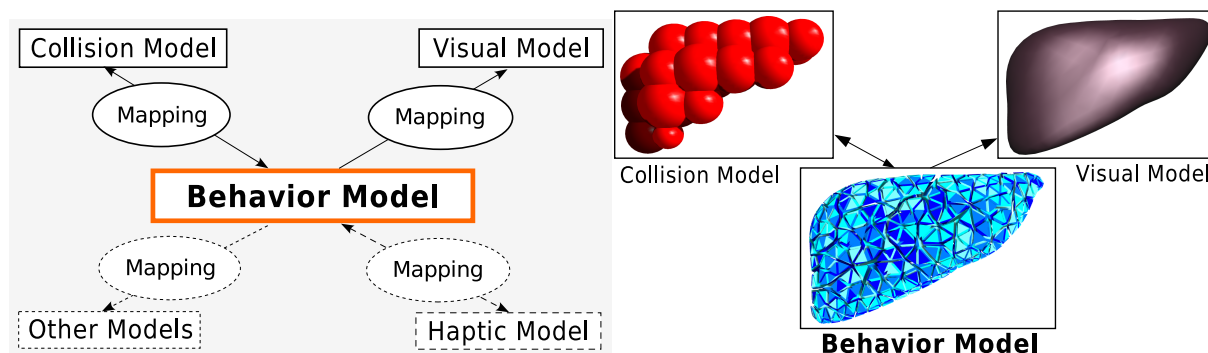 Collision Model
Visual Model
Mapping
Mapping
Behavior Model
Mapping
Mapping
Other Models
Haptic Model
Collision Model
Visual Model
Behavior Model